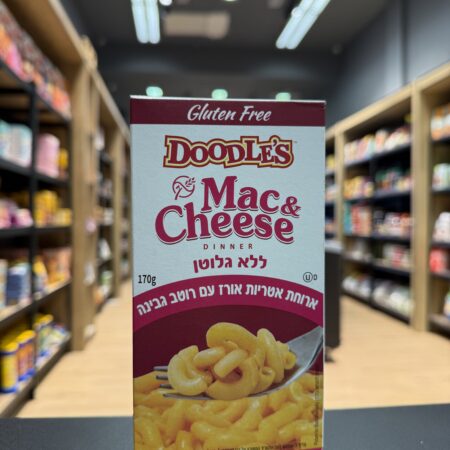 Gluten Free
DOODLE'S
Mac &
Cheese
DINNER
ללא גלוטן
170g
ארוחת אטריות אורז עם רוטב גבינה